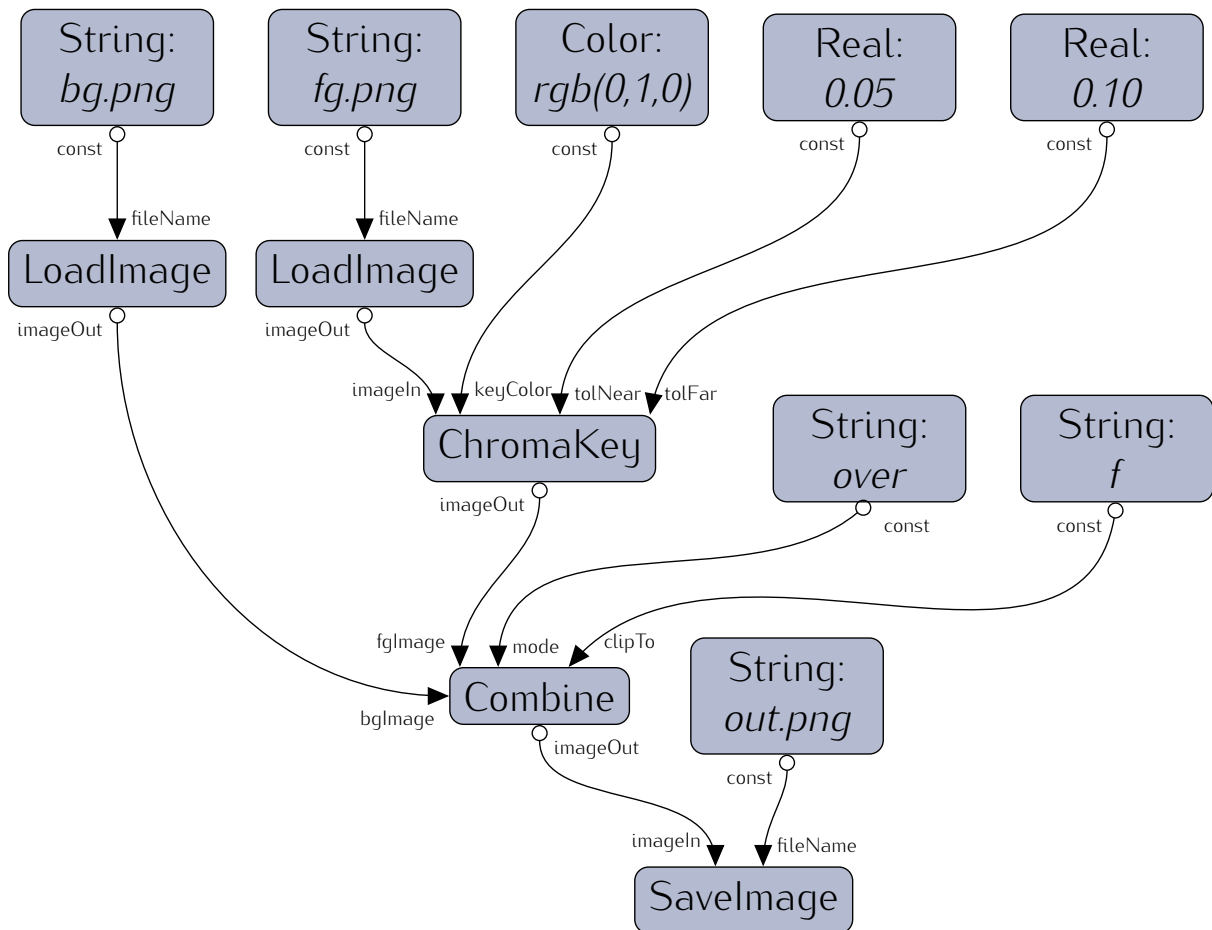 String:
bg.png
String:
fg.png
Color:
rgb(0,1,0)
Real:
0.05
Real:
0.10
const
const
const
const
const
fileName
fileName
LoadImage
LoadImage
imageOut
imageOut
imageIn
keyColor
tolNear
tolFar
ChromaKey
String:
over
String:
f
imageOut
const
const
fgImage
mode
clipTo
Combine
bgImage
String:
out.png
imageOut
const
imageIn
fileName
SaveImage